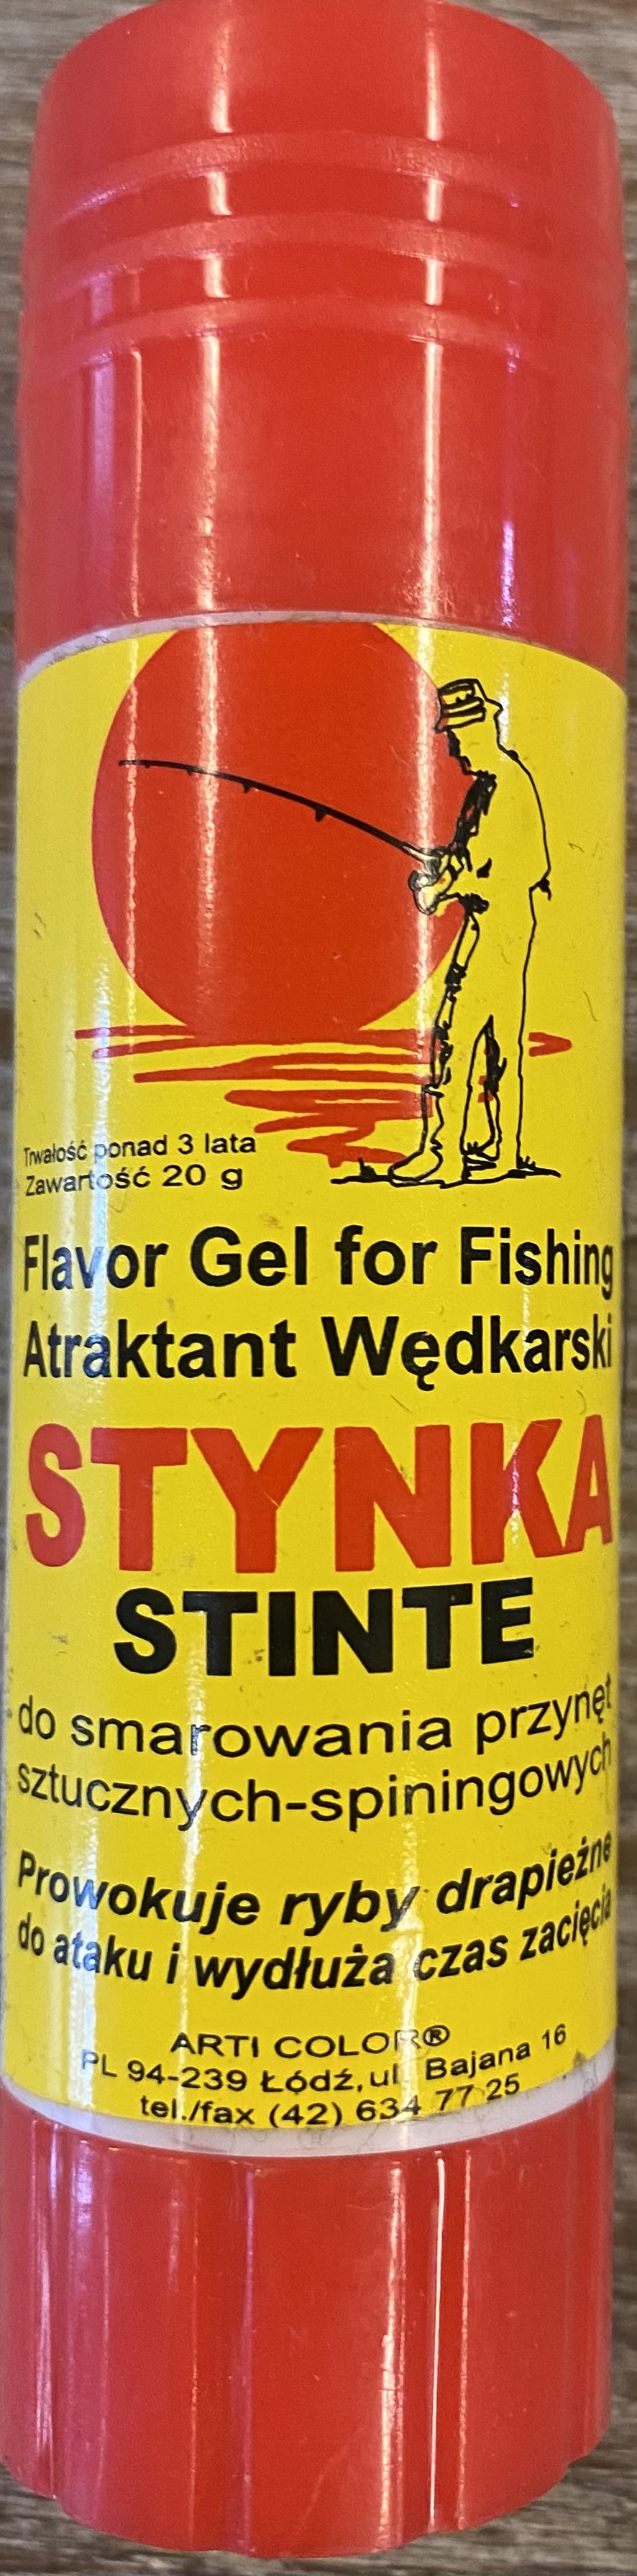 Trwałość ponad 3 lata
Zawartość 20 g
Flavor Gel for Fishing
Atraktant Wędkarski
STYNKA
STINTE
do smarowania przynęt
sztucznych-spiningowych
Prowokuje ryby drapieżne
do ataku i wydłuża czas zacięcia
ARTI COLOR®
PL 94-239 Łódź, ul. Bajana 16
tel./fax (42) 634 77 25